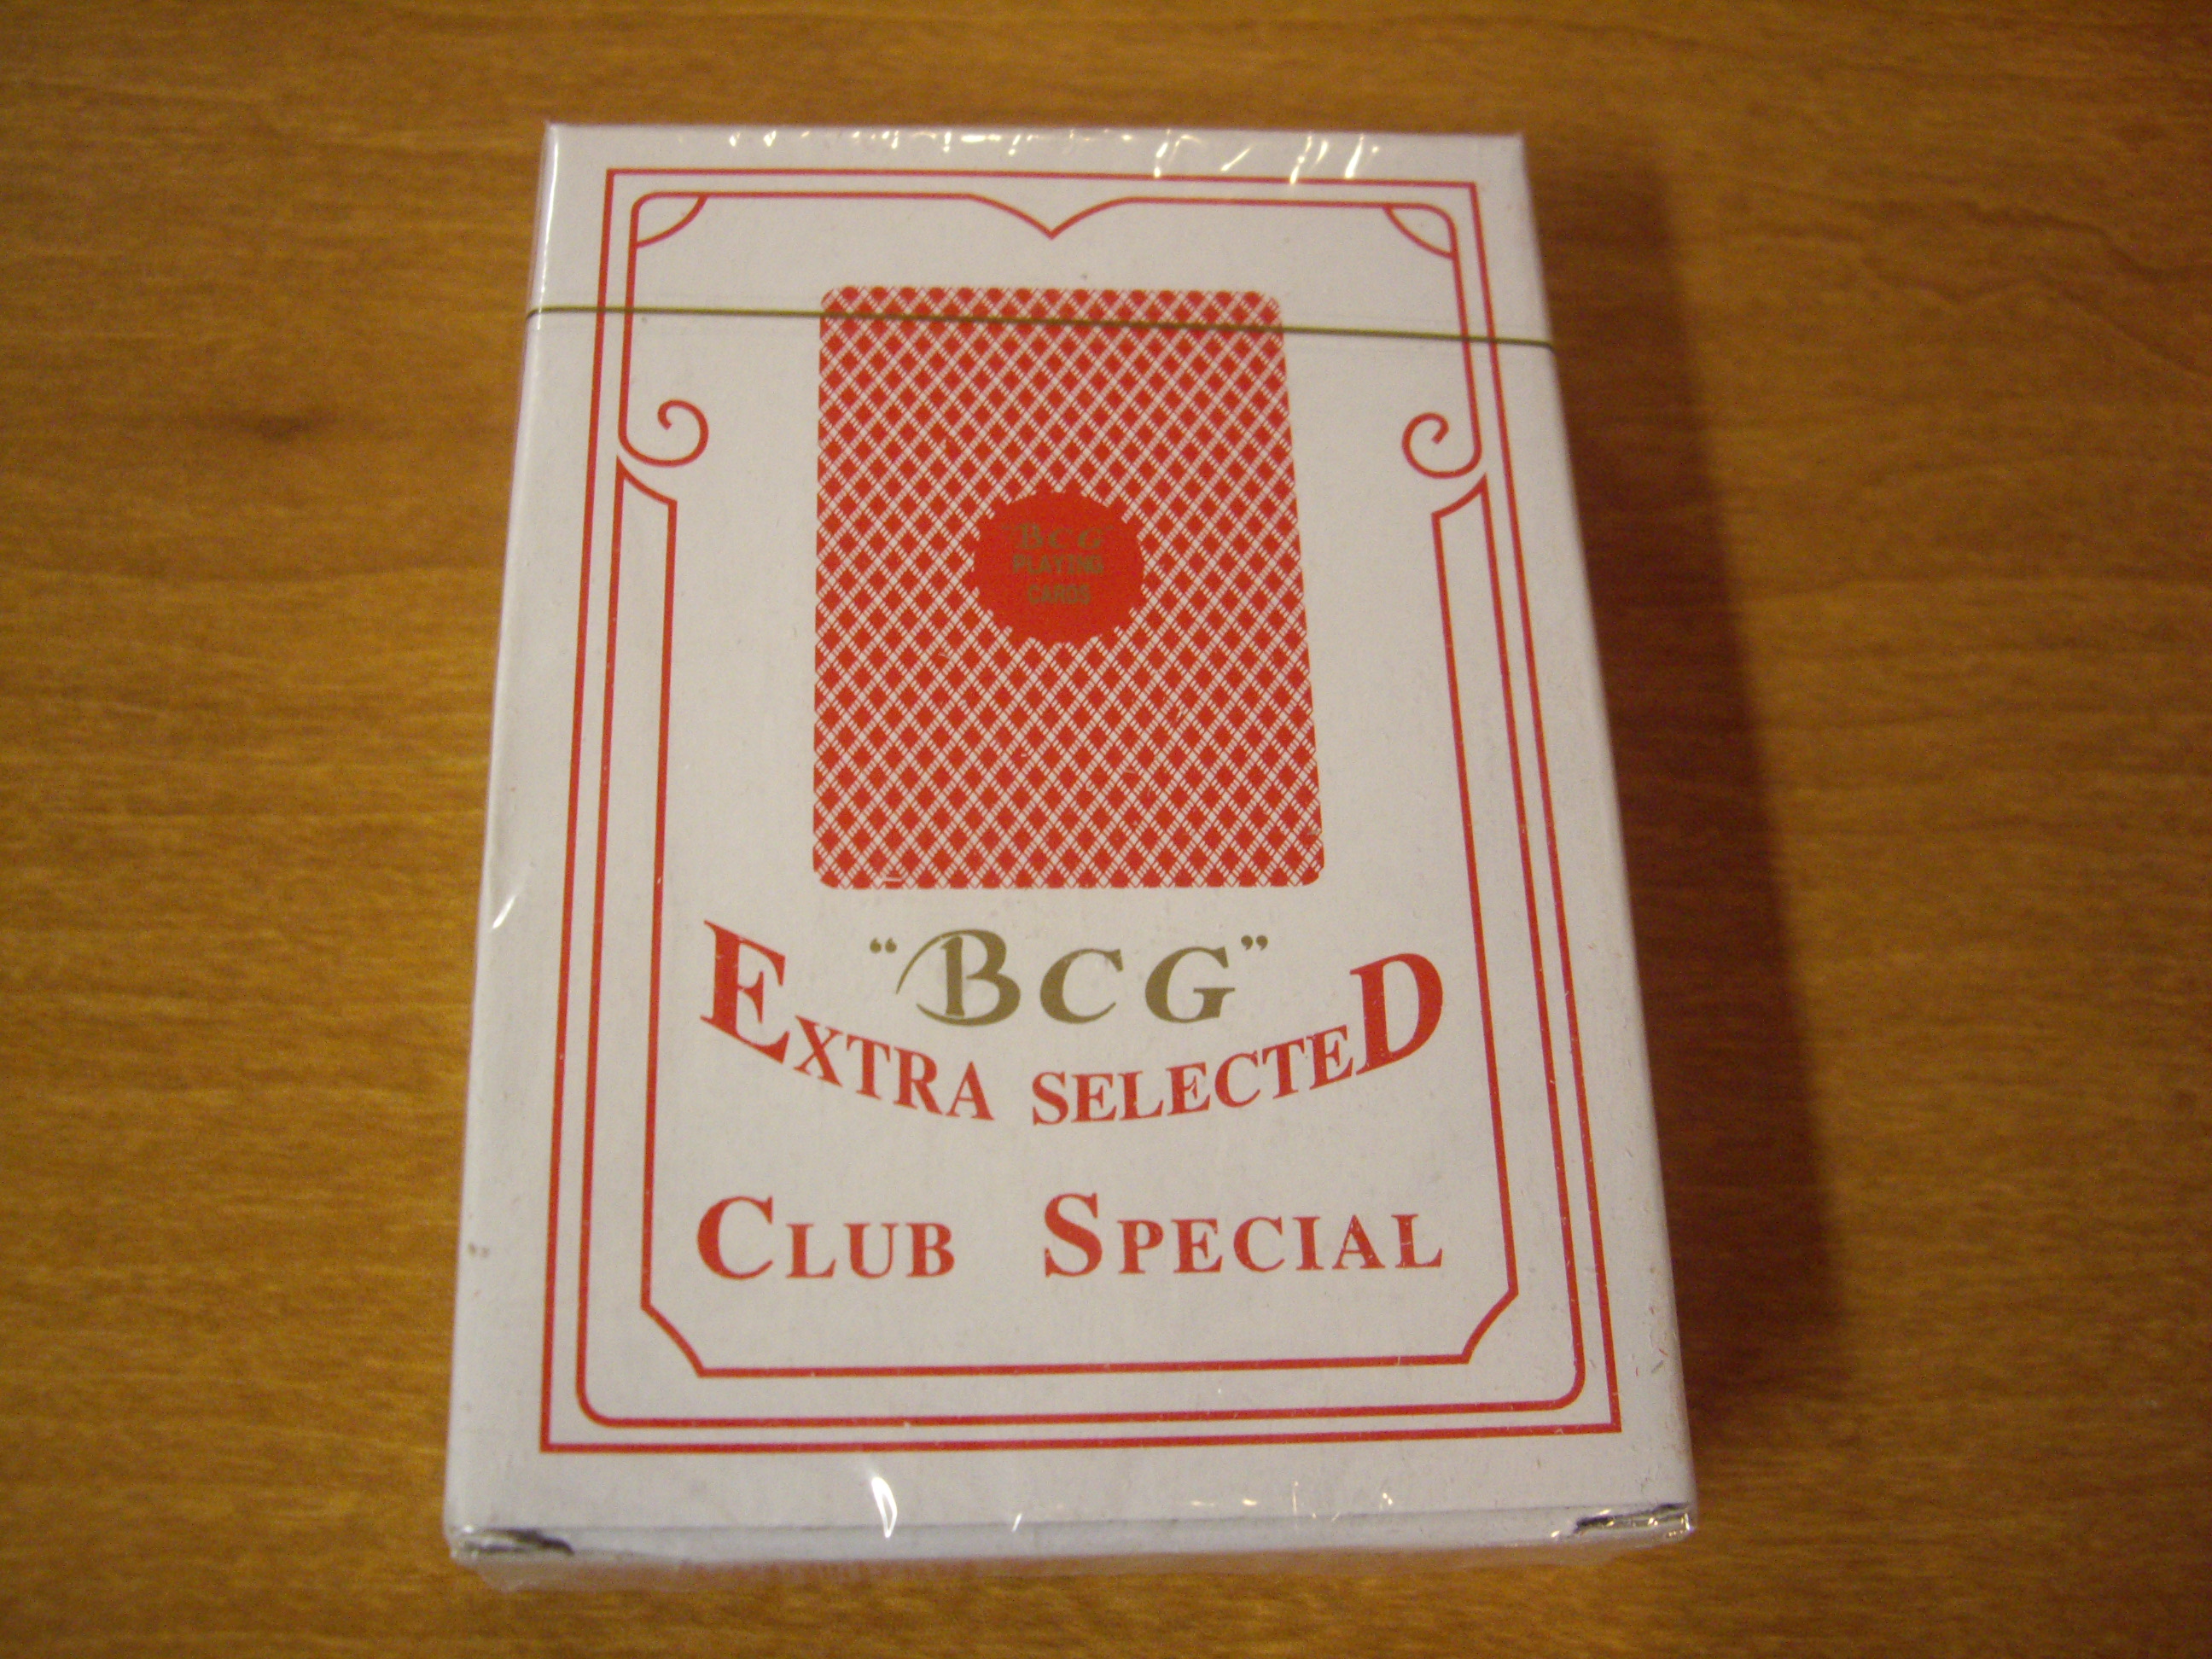 "BCG"
PLAYING
CARDS
"BCG"
EXTRA SELECTED
CLUB SPECIAL